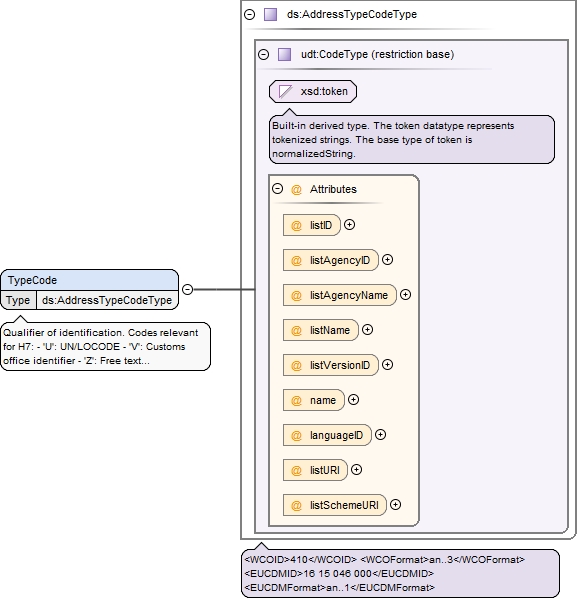 ds:AddressTypeCodeType
udt:CodeType (restriction base)
xsd:token
Built-in derived type. The token datatype represents
tokenized strings. The base type of token is
normalizedString.
@ Attributes
@ listID
@ listAgencyID
@ listAgencyName
@ listName
@ listVersionID
@ name
@ languageID
@ listURI
@ listSchemeURI
TypeCode
Type ds:AddressTypeCodeType
Qualifier of identification. Codes relevant
for H7: - 'U': UN/LOCODE - 'V': Customs
office identifier - 'Z': Free text...
<WCOID>410</WCOID> <WCOFormat>an..3</WCOFormat>
<EUCDMID>16 15 046 000</EUCDMID>
<EUCDMFormat>an..1</EUCDMFormat>